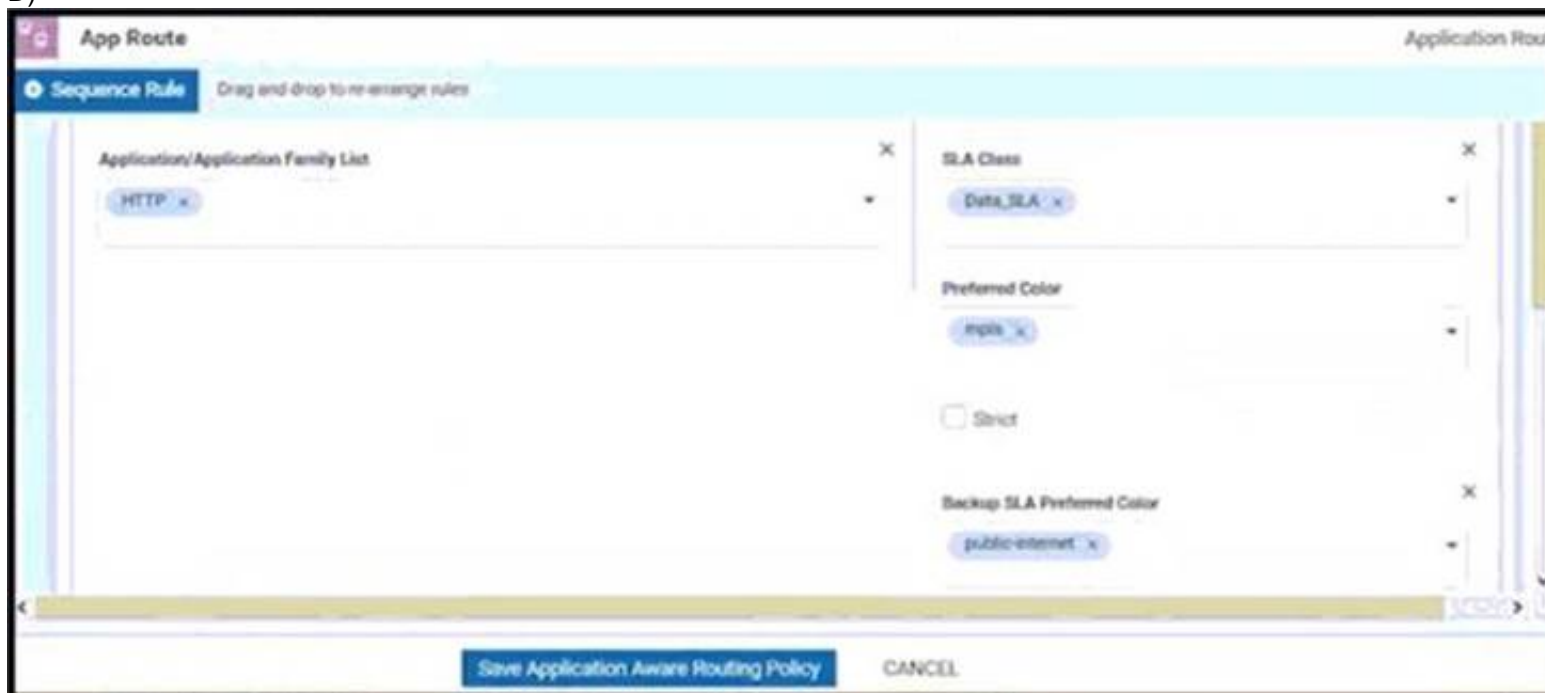 App Route
Application Rou
Sequence Rule
Drag and drop to re-arrange rules
Application/Application Family List
HTTP ×
SLA Class
Data_SLA ×
Preferred Color
mpls ×
Strict
Backup SLA Preferred Color
public-internet ×
Save Application Aware Routing Policy
CANCEL